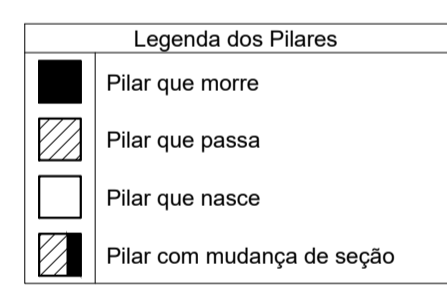 Legenda dos Pilares
Pilar que morre
Pilar que passa
Pilar que nasce
Pilar com mudança de seção